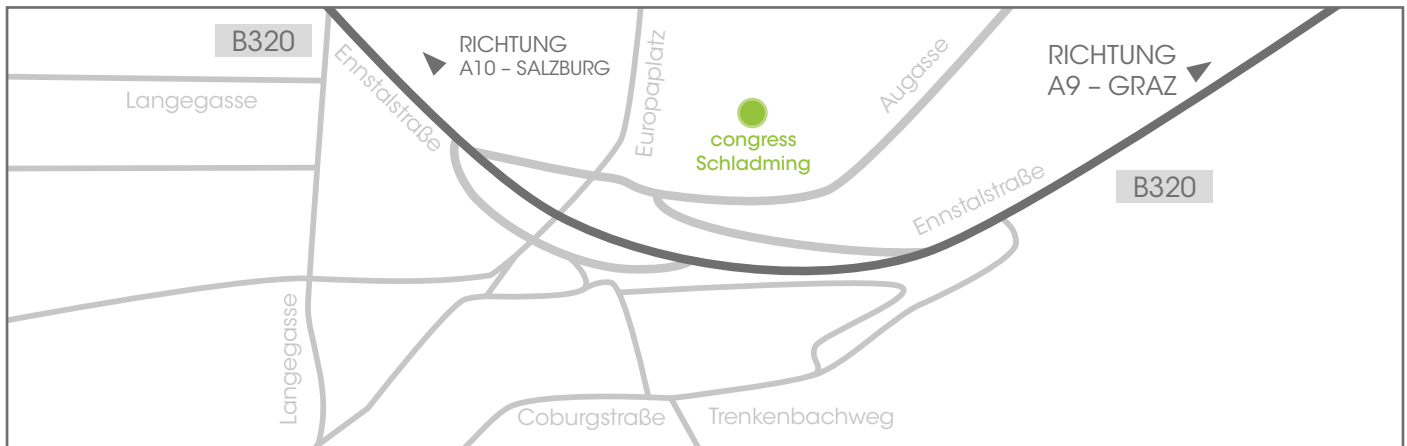 B320
Ennstalstraße
RICHTUNG
A10 – SALZBURG
Europaplatz
congress
Schladming
Augasse
RICHTUNG
A9 – GRAZ
Langegasse
B320
Ennstalstraße
Langegasse
Coburgstraße
Trenkenbachweg